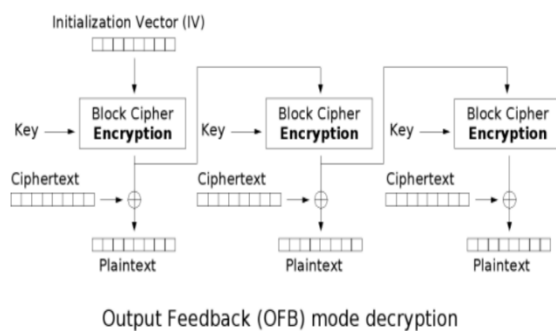 Initialization Vector (IV)
Key
Block Cipher
Encryption
Key
Block Cipher
Encryption
Key
Block Cipher
Encryption
Ciphertext
Ciphertext
Ciphertext
Plaintext
Plaintext
Plaintext
Output Feedback (OFB) mode decryption